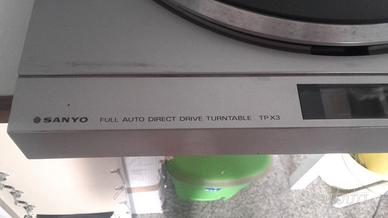 SANYO FULL AUTO DIRECT DRIVE TURNTABLE TP X3